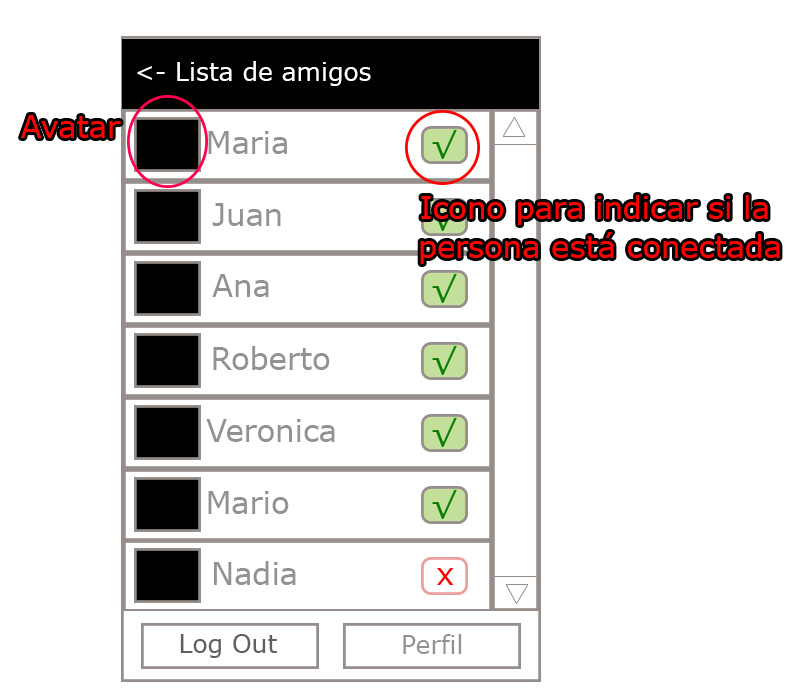 <- Lista de amigos
Avatar
Maria √
Juan √
Icono para indicar si la
persona está conectada
Ana √
Roberto √
Veronica √
Mario √
Nadia x
Log Out
Perfil